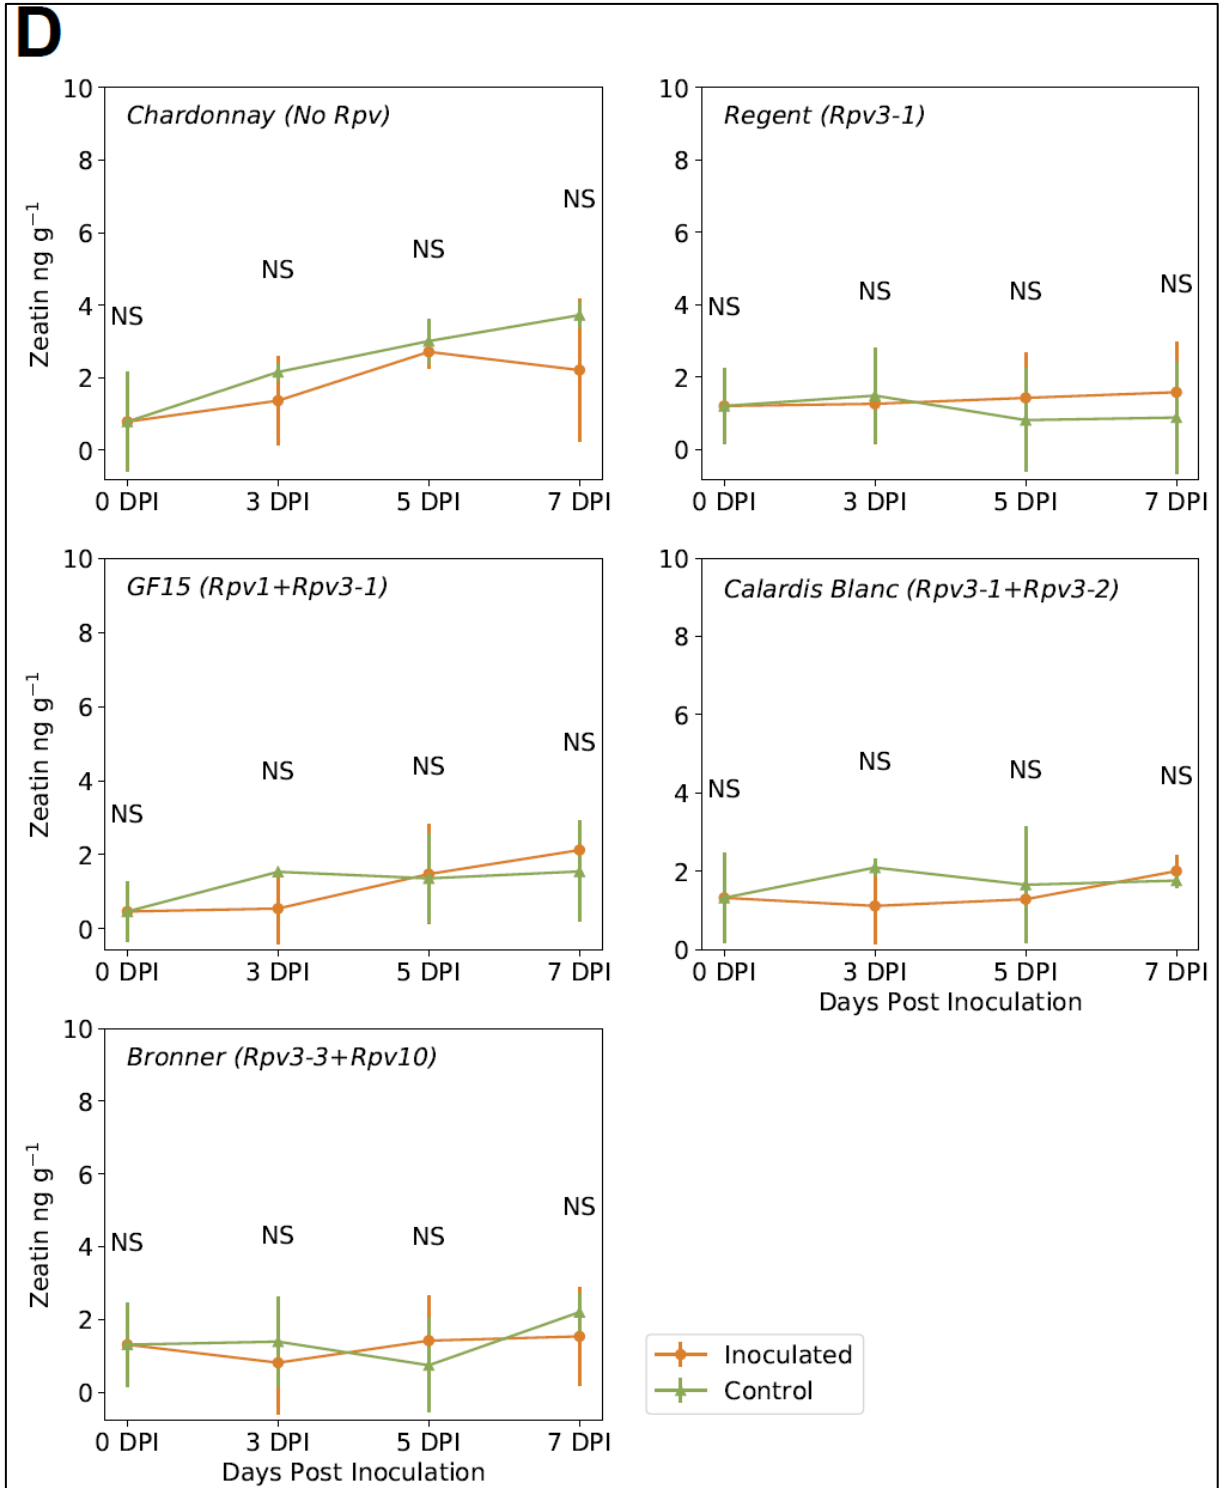 D
Chardonnay (No Rpv)
Zeatin ng g⁻¹
10
8
6
4
2
0
NS
NS
NS
NS
0 DPI
3 DPI
5 DPI
7 DPI
Regent (Rpv3-1)
10
8
6
4
2
0
NS
NS
NS
NS
0 DPI
3 DPI
5 DPI
7 DPI
GF15 (Rpv1+Rpv3-1)
Zeatin ng g⁻¹
10
8
6
4
2
0
NS
NS
NS
NS
0 DPI
3 DPI
5 DPI
7 DPI
Calardis Blanc (Rpv3-1+Rpv3-2)
10
8
6
4
2
0
NS
NS
NS
NS
0 DPI
3 DPI
5 DPI
7 DPI
Days Post Inoculation
Bronner (Rpv3-3+Rpv10)
Zeatin ng g⁻¹
10
8
6
4
2
0
NS
NS
NS
NS
0 DPI
3 DPI
5 DPI
7 DPI
Days Post Inoculation
Inoculated
Control